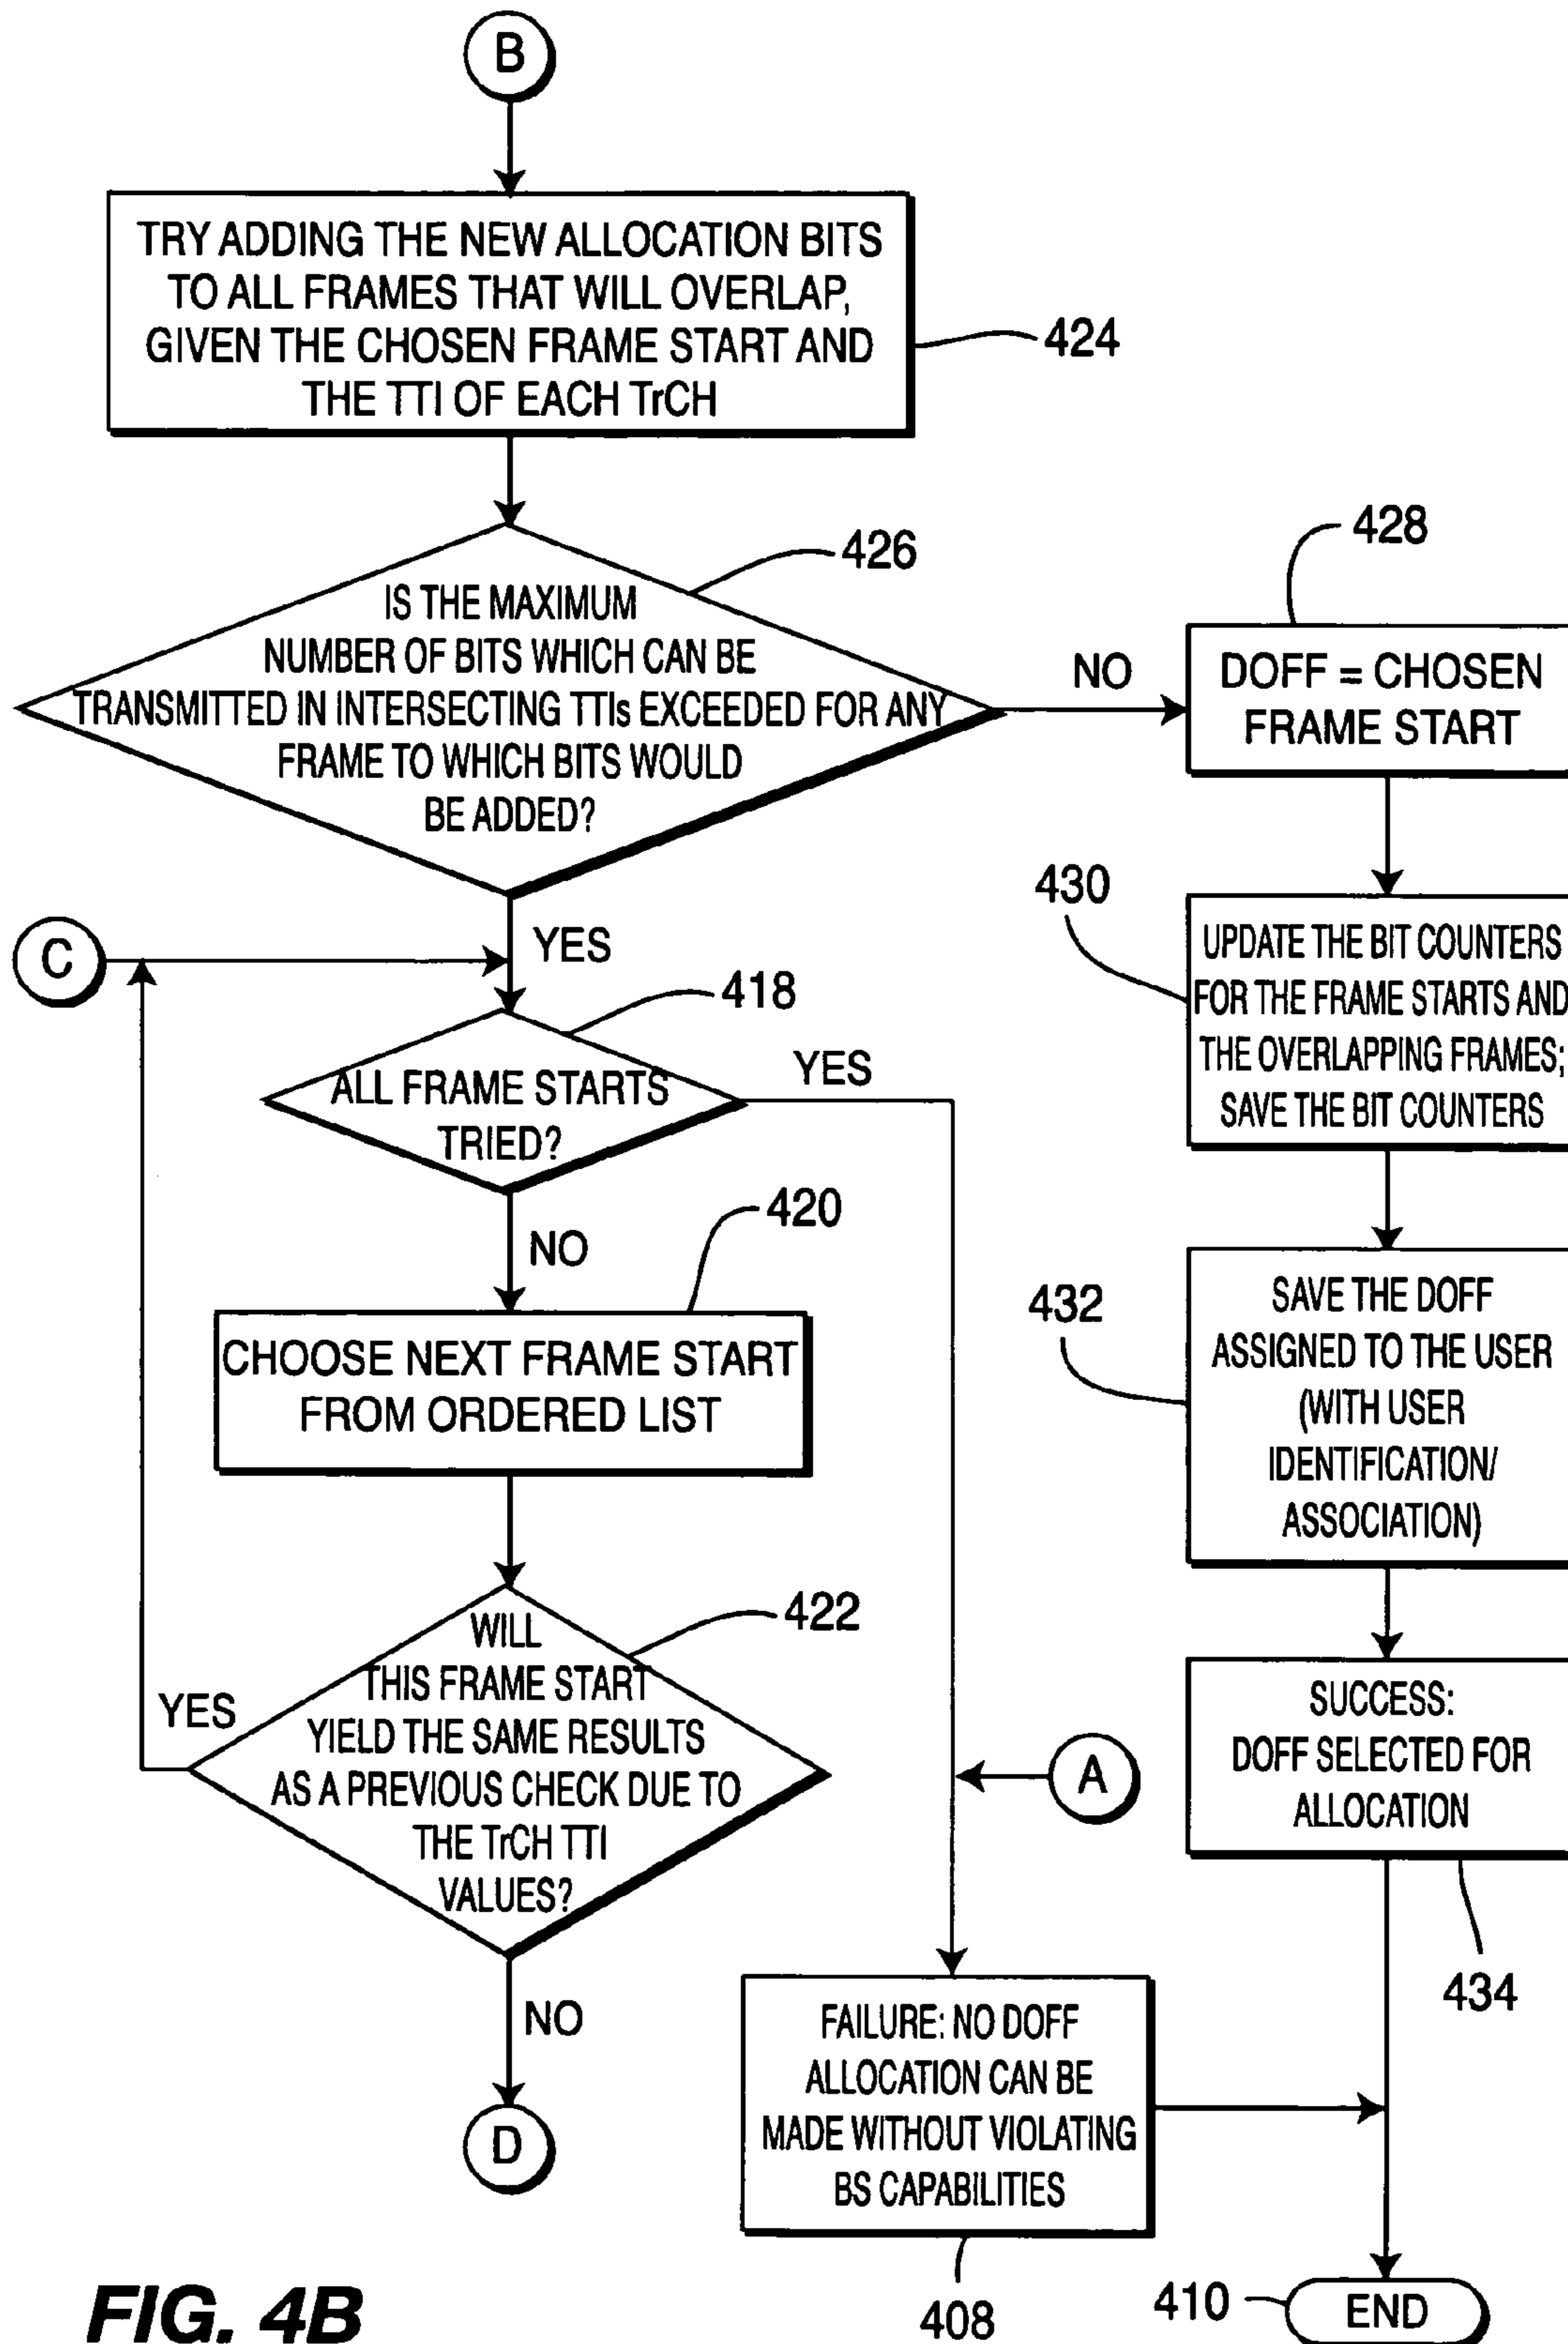 B
TRY ADDING THE NEW ALLOCATION BITS
TO ALL FRAMES THAT WILL OVERLAP,
GIVEN THE CHOSEN FRAME START AND
THE TTI OF EACH TrCH
424
IS THE MAXIMUM
NUMBER OF BITS WHICH CAN BE
TRANSMITTED IN INTERSECTING TTIs EXCEEDED FOR ANY
FRAME TO WHICH BITS WOULD
BE ADDED?
426
NO
428
DOFF = CHOSEN
FRAME START
430
UPDATE THE BIT COUNTERS
FOR THE FRAME STARTS AND
THE OVERLAPPING FRAMES;
SAVE THE BIT COUNTERS
C
YES
418
ALL FRAME STARTS
TRIED?
YES
NO
420
CHOOSE NEXT FRAME START
FROM ORDERED LIST
432
SAVE THE DOFF
ASSIGNED TO THE USER
(WITH USER
IDENTIFICATION/
ASSOCIATION)
422
WILL
THIS FRAME START
YIELD THE SAME RESULTS
AS A PREVIOUS CHECK DUE TO
THE TrCH TTI
VALUES?
YES
A
SUCCESS:
DOFF SELECTED FOR
ALLOCATION
434
NO
D
FAILURE: NO DOFF
ALLOCATION CAN BE
MADE WITHOUT VIOLATING
BS CAPABILITIES
408
410
END
FIG. 4B